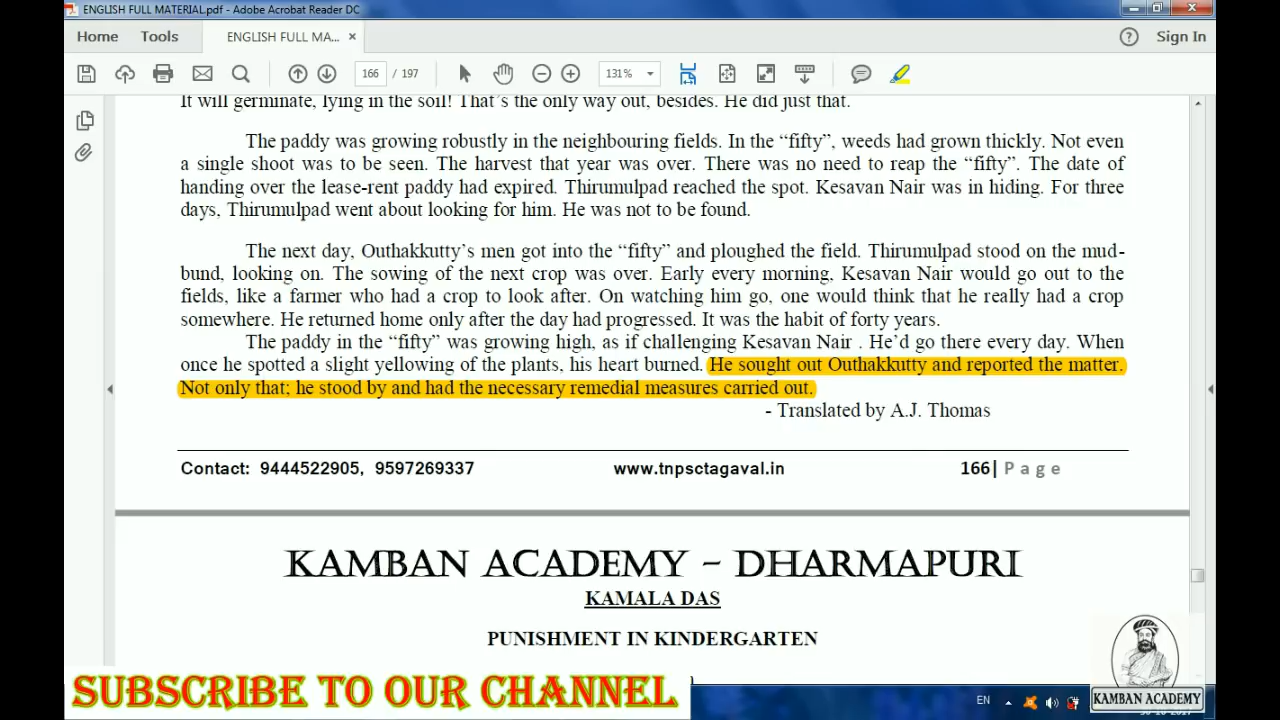 ENGLISH FULL MATERIAL.pdf - Adobe Acrobat Reader DC
Home Tools ENGLISH FULL MA... × Sign In
166 / 197 131%
It will germinate, lying in the soil! That's the only way out, besides. He did just that.
The paddy was growing robustly in the neighbouring fields. In the “fifty”, weeds had grown thickly. Not even
a single shoot was to be seen. The harvest that year was over. There was no need to reap the “fifty”. The date of
handing over the lease-rent paddy had expired. Thirumulpad reached the spot. Kesavan Nair was in hiding. For three
days, Thirumulpad went about looking for him. He was not to be found.
The next day, Outhakkutty’s men got into the “fifty” and ploughed the field. Thirumulpad stood on the mud-
bund, looking on. The sowing of the next crop was over. Early every morning, Kesavan Nair would go out to the
fields, like a farmer who had a crop to look after. On watching him go, one would think that he really had a crop
somewhere. He returned home only after the day had progressed. It was the habit of forty years.
The paddy in the “fifty” was growing high, as if challenging Kesavan Nair . He’d go there every day. When
once he spotted a slight yellowing of the plants, his heart burned. He sought out Outhakkutty and reported the matter.
Not only that; he stood by and had the necessary remedial measures carried out.
- Translated by A.J. Thomas
Contact: 9444522905, 9597269337 www.tnpsctagaval.in 166| Page
KAMBAN ACADEMY – DHARMAPURI
KAMALA DAS
PUNISHMENT IN KINDERGARTEN
SUBSCRIBE TO OUR CHANNEL
EN
KAMBAN ACADEMY